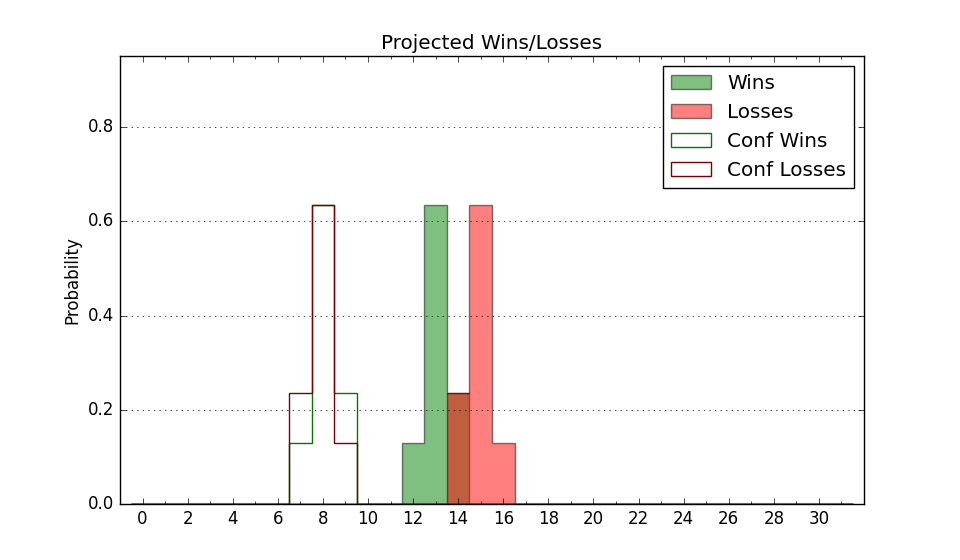 Projected Wins/Losses
Wins
Losses
Conf Wins
Conf Losses
Probability
0.8
0.6
0.4
0.2
0.0
0 2 4 6 8 10 12 14 16 18 20 22 24 26 28 30